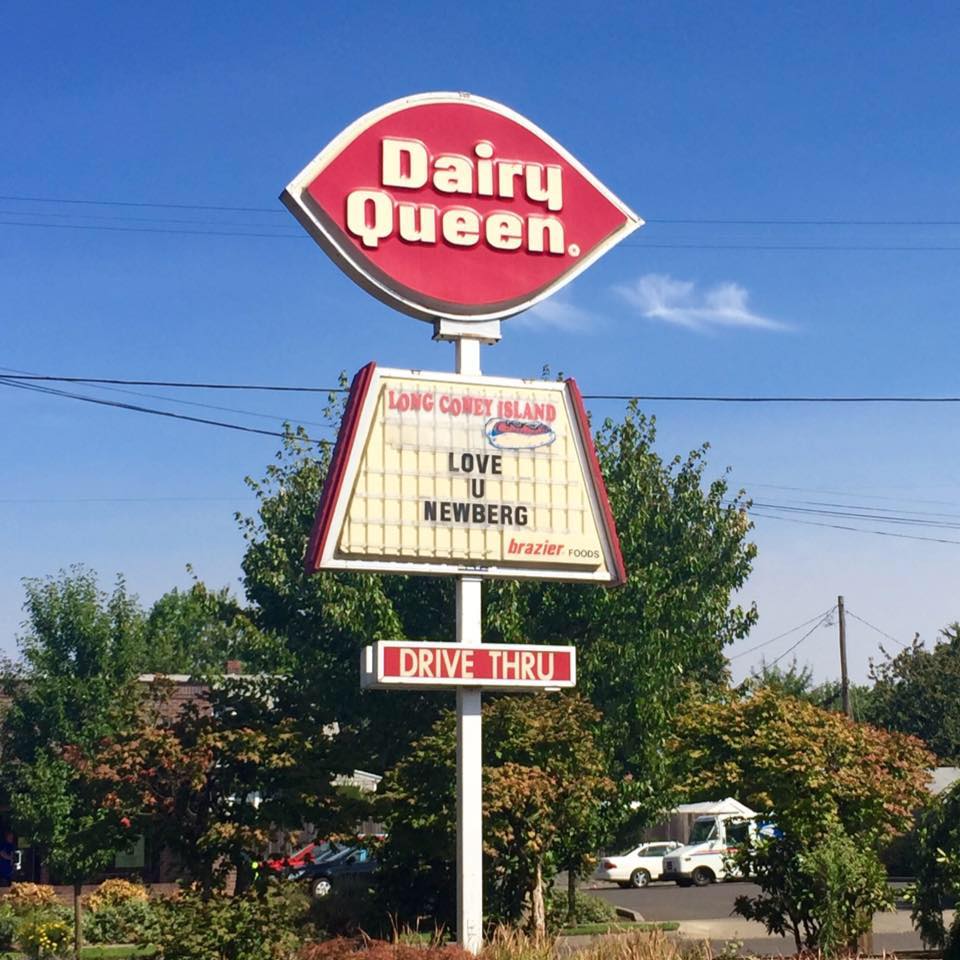 Dairy
Queen®
LONG CONEY ISLAND
LOVE
U
NEWBERG
brazier FOODS
DRIVE THRU